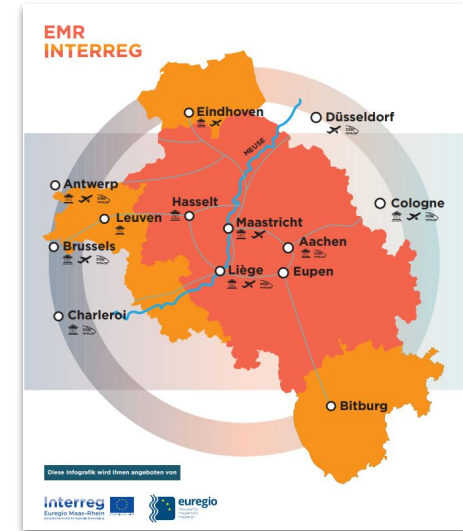 EMR
INTERREG
Eindhoven
Düsseldorf
MEUSE
Antwerp
Hasselt
Cologne
Leuven
Maastricht
Brussels
Aachen
Liège
Eupen
Charleroi
Bitburg
Diese Infografik wird Ihnen angeboten von
Interreg
Euregio Maas-Rhein
euregio